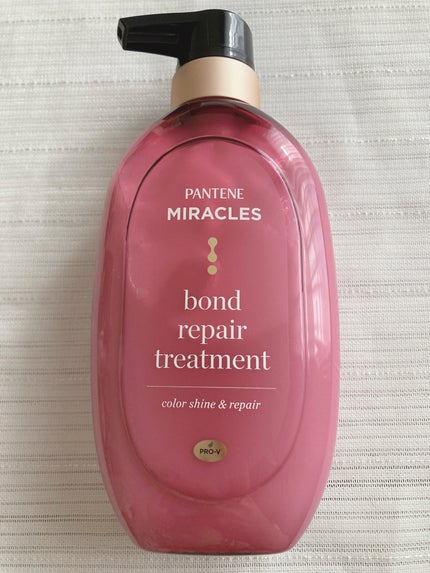 PANTENE
MIRACLES
bond
repair
treatment
color shine & repair
PRO-V